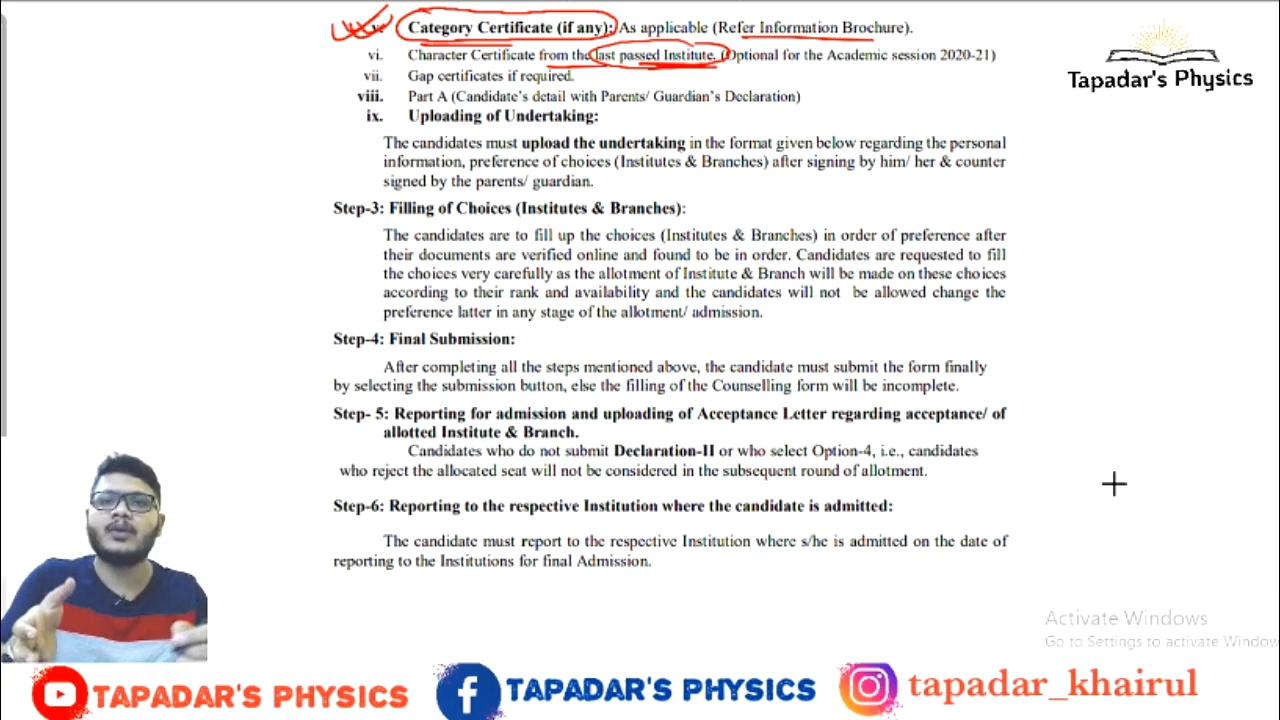 v. Category Certificate (if any): As applicable (Refer Information Brochure).
vi. Character Certificate from the last passed Institute. (Optional for the Academic session 2020-21)
vii. Gap certificates if required.
viii. Part A (Candidate's detail with Parents/ Guardian's Declaration)
ix. Uploading of Undertaking:
The candidates must upload the undertaking in the format given below regarding the personal
information, preference of choices (Institutes & Branches) after signing by him/ her & counter
signed by the parents/ guardian.
Step-3: Filling of Choices (Institutes & Branches):
The candidates are to fill up the choices (Institutes & Branches) in order of preference after
their documents are verified online and found to be in order. Candidates are requested to fill
the choices very carefully as the allotment of Institute & Branch will be made on these choices
according to their rank and availability and the candidates will not be allowed change the
preference latter in any stage of the allotment/ admission.
Step-4: Final Submission:
After completing all the steps mentioned above, the candidate must submit the form finally
by selecting the submission button, else the filling of the Counselling form will be incomplete.
Step- 5: Reporting for admission and uploading of Acceptance Letter regarding acceptance/ of
allotted Institute & Branch.
Candidates who do not submit Declaration-II or who select Option-4, i.e., candidates
who reject the allocated seat will not be considered in the subsequent round of allotment.
Step-6: Reporting to the respective Institution where the candidate is admitted:
The candidate must report to the respective Institution where s/he is admitted on the date of
reporting to the Institutions for final Admission.
Tapadar's Physics
Activate Windows
Go to Settings to activate Window
TAPADAR'S PHYSICS
TAPADAR'S PHYSICS
tapadar_khairul